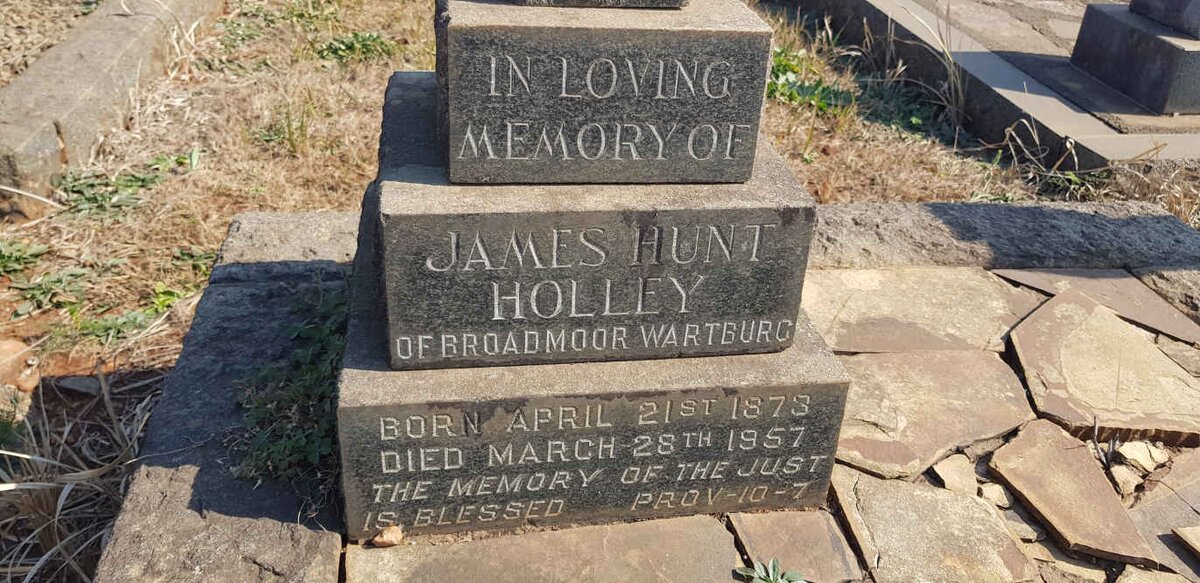 IN LOVING
MEMORY OF
JAMES HUNT
HOLLEY
OF BROADMOOR WARTBURG
BORN APRIL 21ST 1873
DIED MARCH 28TH 1957
THE MEMORY OF THE JUST
IS BLESSED PROV-10-7